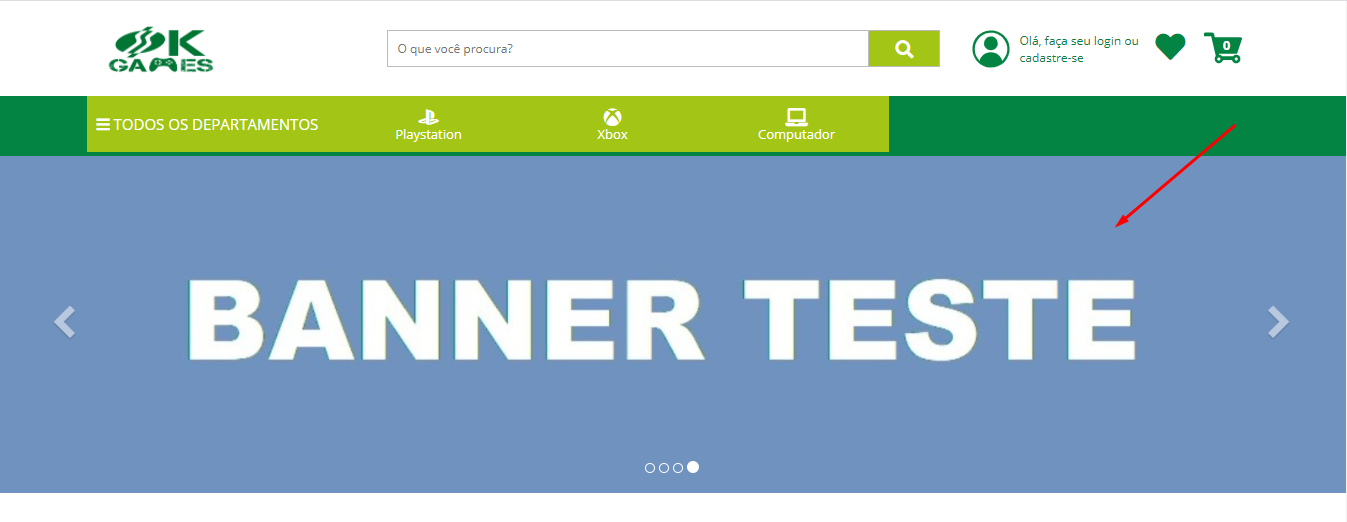 OK
GAMES
O que você procura?
Olá, faça seu login ou
cadastre-se
0
TODOS OS DEPARTAMENTOS
Playstation
Xbox
Computador
BANNER TESTE